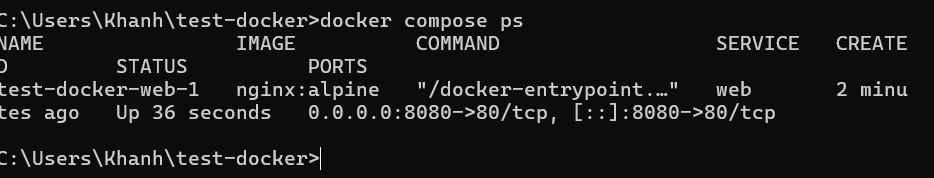 C:\Users\Khanh\test-docker>docker compose ps
NAME                IMAGE          COMMAND                  SERVICE   CREATE
D      STATUS          PORTS
test-docker-web-1   nginx:alpine   "/docker-entrypoint.…"   web       2 minu
tes ago   Up 36 seconds   0.0.0.0:8080->80/tcp, [::]:8080->80/tcp
C:\Users\Khanh\test-docker>